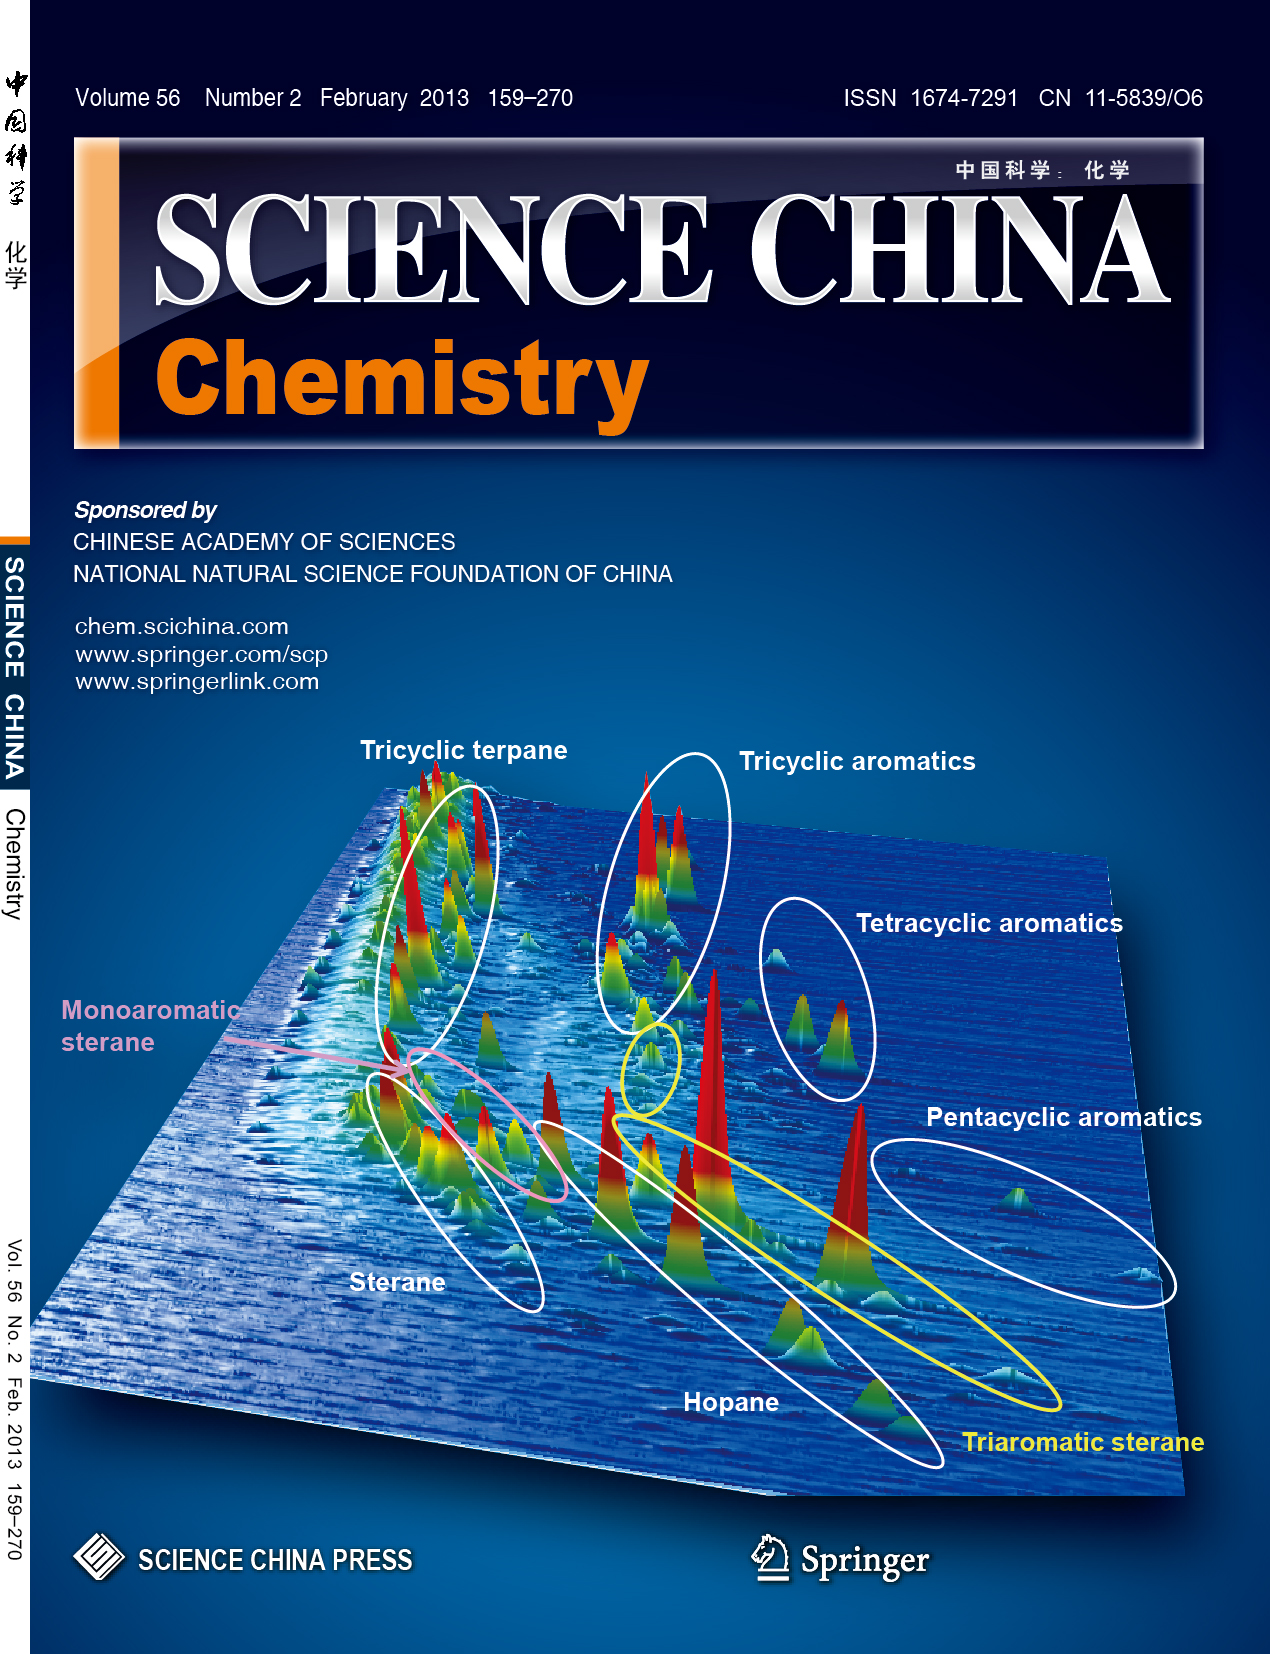 Volume 56 Number 2 February 2013 159–270
ISSN 1674-7291 CN 11-5839/O6
中国科学: 化学
SCIENCE CHINA
Chemistry
Sponsored by
CHINESE ACADEMY OF SCIENCES
NATIONAL NATURAL SCIENCE FOUNDATION OF CHINA
chem.scichina.com
www.springer.com/scp
www.springerlink.com
Tricyclic terpane
Tricyclic aromatics
Tetracyclic aromatics
Monoaromatic
sterane
Pentacyclic aromatics
Sterane
Hopane
Triaromatic sterane
SCIENCE CHINA PRESS
Springer
中国科学 化学
SCIENCE CHINA
Chemistry
Vol. 56 No. 2 Feb. 2013 159–270